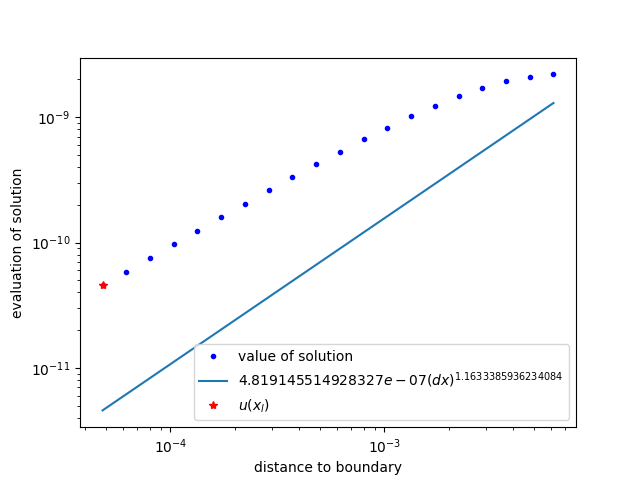 10⁻⁹
10⁻¹⁰
10⁻¹¹
evaluation of solution
value of solution
4.819145514928327e − 07(dx)^1.1633385936234084
u(x_l)
10⁻⁴
10⁻³
distance to boundary